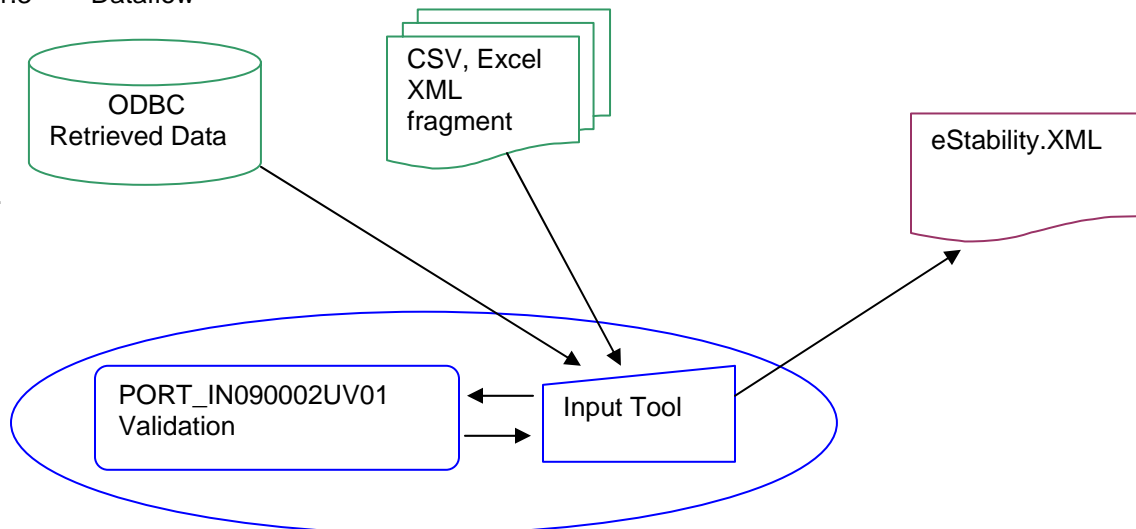 Dataflow
CSV, Excel
XML
fragment
ODBC
Retrieved Data
eStability.XML
PORT_IN090002UV01
Validation
Input Tool